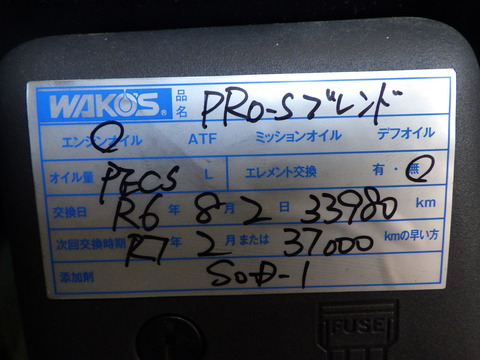 WAKO'S® 品名 PRO-Sブレンド
エンジンオイル ATF ミッションオイル デフオイル
オイル量 PECS L エレメント交換 有・無
交換日 R6年 8月 2日 33980 km
次回交換時期 R7年 2月または 37000 kmの早い方
添加剤 S-O-D-1
FUSE